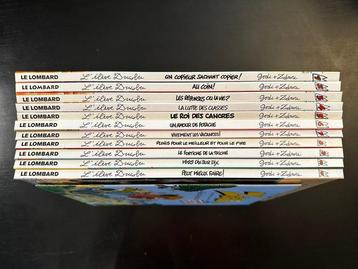 LE LOMBARD L'élève Ducobu UN COPIEUR SACHANT COPIER! Godi + Zidrou
LE LOMBARD L'élève Ducobu AU COIN! Godi + Zidrou
LE LOMBARD L'élève Ducobu LES RÉPONSES OU LA VIE? Godi + Zidrou
LE LOMBARD L'élève Ducobu LA LUTTE DES CLASSES Godi + Zidrou
LE LOMBARD L'élève Ducobu LE ROI DES CANCRES Godi + Zidrou
LE LOMBARD L'élève Ducobu UN AMOUR DE POTACHE Godi + Zidrou
LE LOMBARD L'élève Ducobu VIVEMENT LES VACANCES! Godi + Zidrou
LE LOMBARD L'élève Ducobu PUNIS POUR LE MEILLEUR ET POUR LE PIRE Godi + Zidrou
LE LOMBARD L'élève Ducobu LE FORTICHE DE LA TRICHE Godi + Zidrou
LE LOMBARD L'élève Ducobu MISS DIX SUR DIX Godi + Zidrou
LE LOMBARD L'élève Ducobu PEUT MIEUX FAIRE! Godi + Zidrou